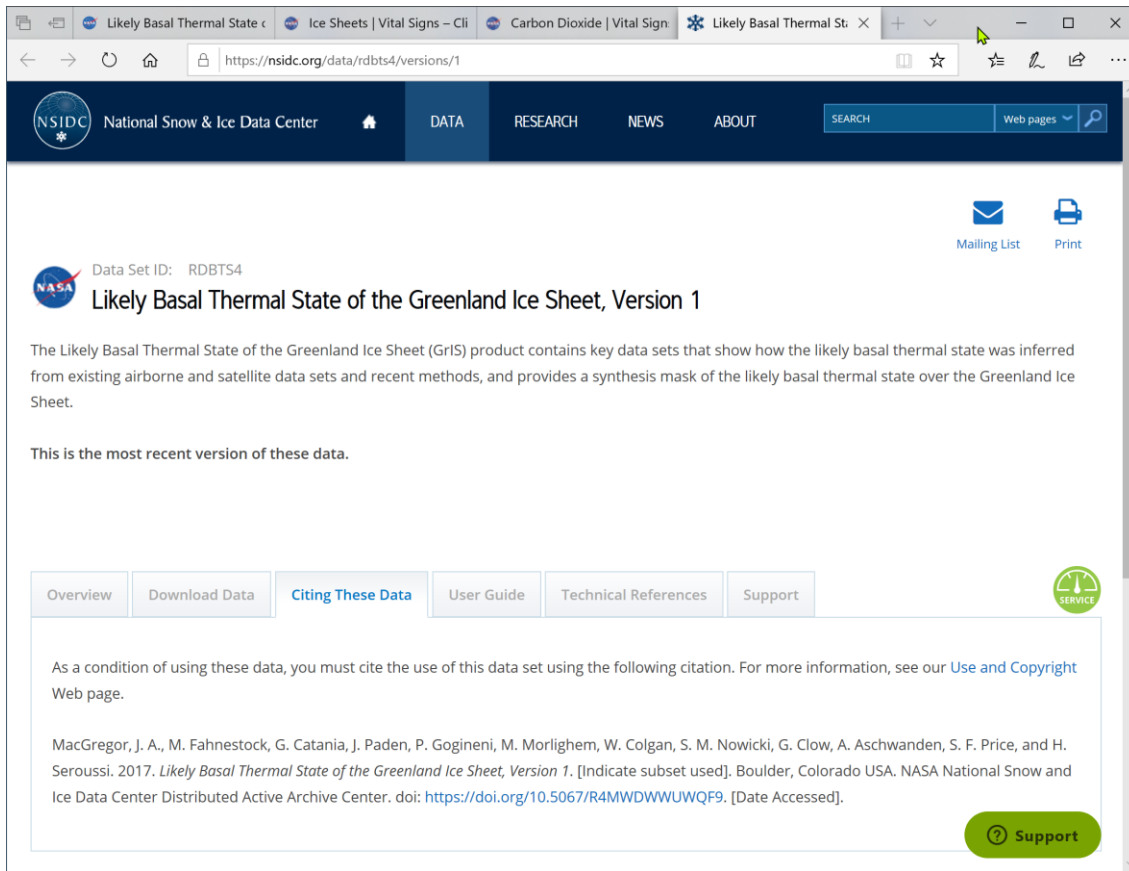 Likely Basal Thermal State o
Ice Sheets | Vital Signs – Cli
Carbon Dioxide | Vital Sign
Likely Basal Thermal Sta
https://nsidc.org/data/rdbts4/versions/1
NSIDC
National Snow & Ice Data Center
DATA
RESEARCH
NEWS
ABOUT
SEARCH
Web pages
Mailing List
Print
NASA
Data Set ID: RDBTS4
Likely Basal Thermal State of the Greenland Ice Sheet, Version 1
The Likely Basal Thermal State of the Greenland Ice Sheet (GrIS) product contains key data sets that show how the likely basal thermal state was inferred
from existing airborne and satellite data sets and recent methods, and provides a synthesis mask of the likely basal thermal state over the Greenland Ice
Sheet.
This is the most recent version of these data.
Overview
Download Data
Citing These Data
User Guide
Technical References
Support
SERVICE
As a condition of using these data, you must cite the use of this data set using the following citation. For more information, see our Use and Copyright
Web page.
MacGregor, J. A., M. Fahnestock, G. Catania, J. Paden, P. Gogineni, M. Morlighem, W. Colgan, S. M. Nowicki, G. Clow, A. Aschwanden, S. F. Price, and H.
Seroussi. 2017. Likely Basal Thermal State of the Greenland Ice Sheet, Version 1. [Indicate subset used]. Boulder, Colorado USA. NASA National Snow and
Ice Data Center Distributed Active Archive Center. doi: https://doi.org/10.5067/R4MWDWWUWQF9. [Date Accessed].
Support